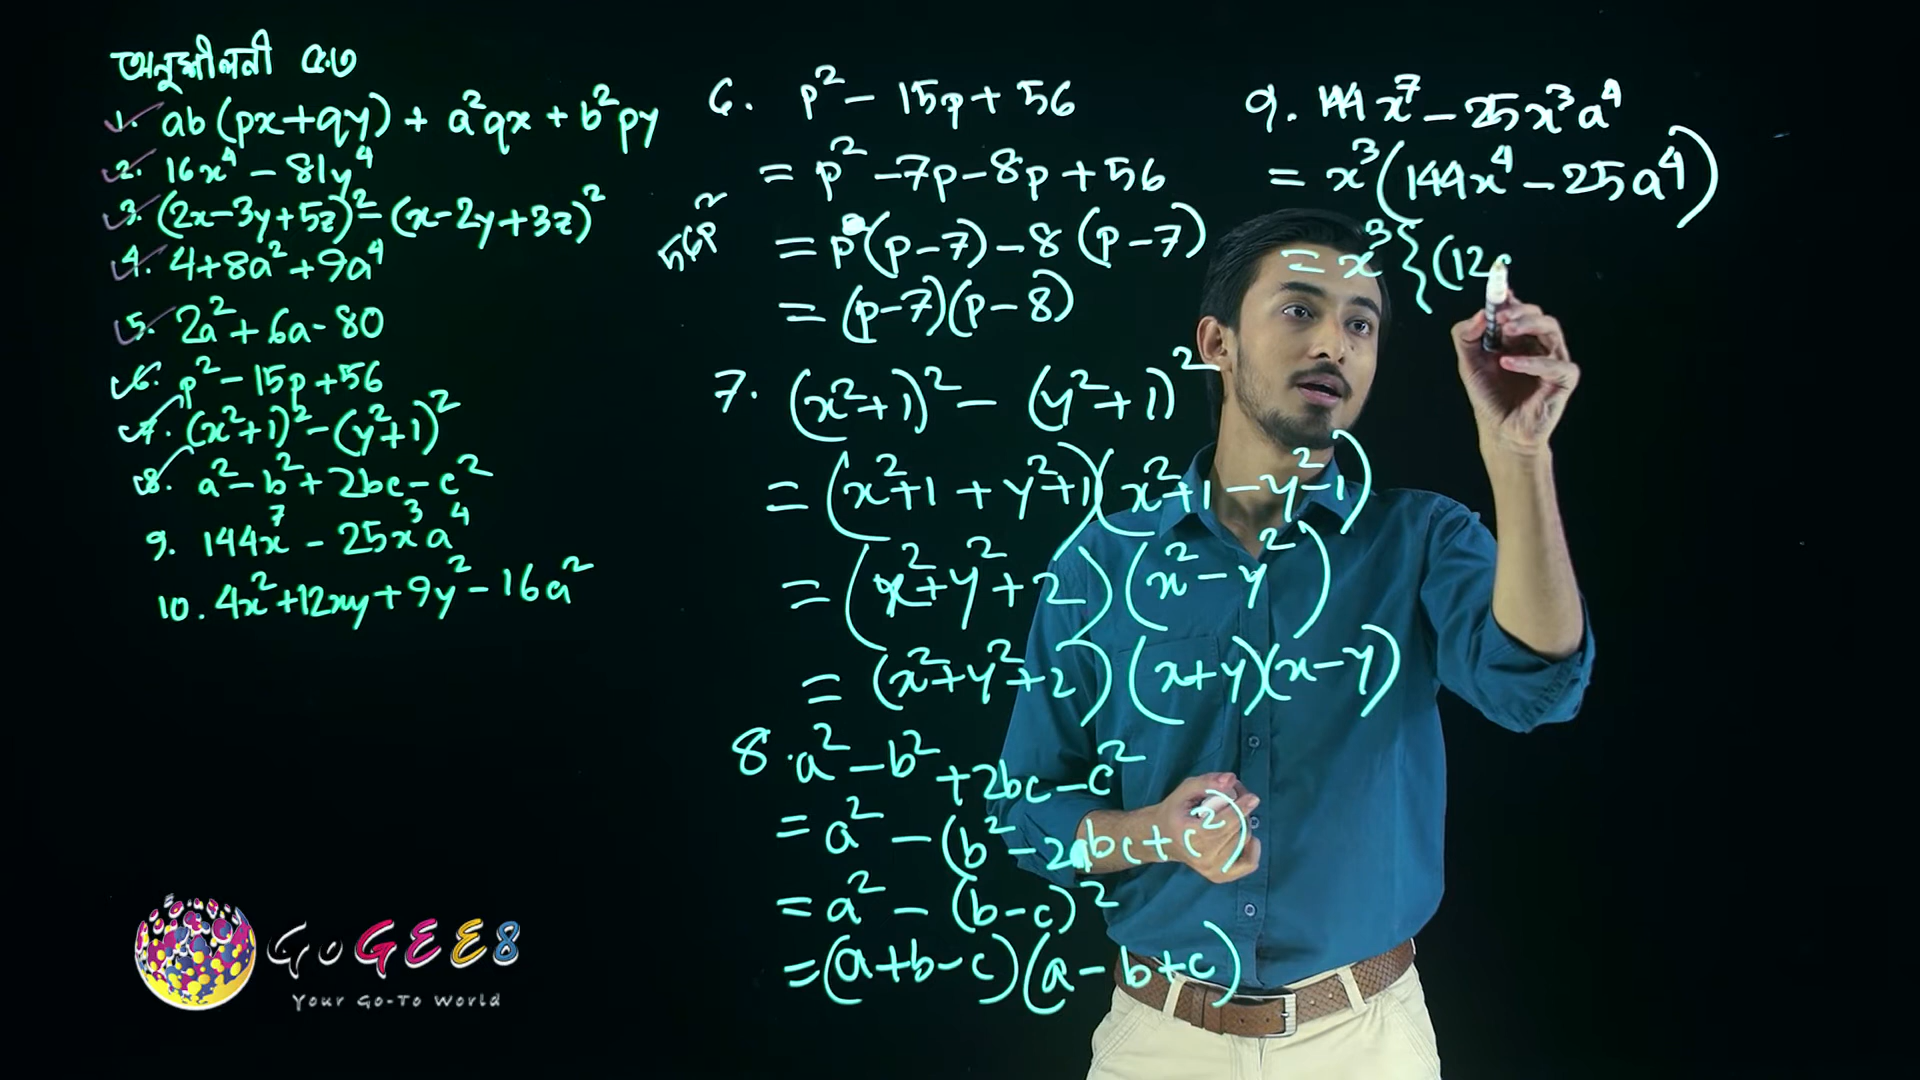 অনুশীলনী ৫.৩
1. ab(px+qy) + a²qx + b²py
2. 16x⁴ - 81y⁴
3. (2x-3y+5z)² - (x-2y+3z)²
4. 4+8a²+9a⁴
5. 2a²+6a-80
6. p²-15p+56
7. (x²+1)²-(y²+1)²
8. a²-b²+2bc-c²
9. 144x⁷ - 25x³a⁴
10. 4x²+12xy+9y²-16a²
6. p²-15p+56
= p²-7p-8p+56
56p²
= p(p-7)-8(p-7)
= (p-7)(p-8)
7. (x²+1)² - (y²+1)²
= (x²+1+y²+1)(x²+1-y²-1)
= (x²+y²+2)(x²-y²)
= (x²+y²+2)(x+y)(x-y)
8. a²-b²+2bc-c²
= a²-(b²-2bc+c²)
= a²-(b-c)²
= (a+b-c)(a-b+c)
9. 144x⁷-25x³a⁴
= x³(144x⁴-25a⁴)
= x³{(12
GoGEE8
Your Go-To World